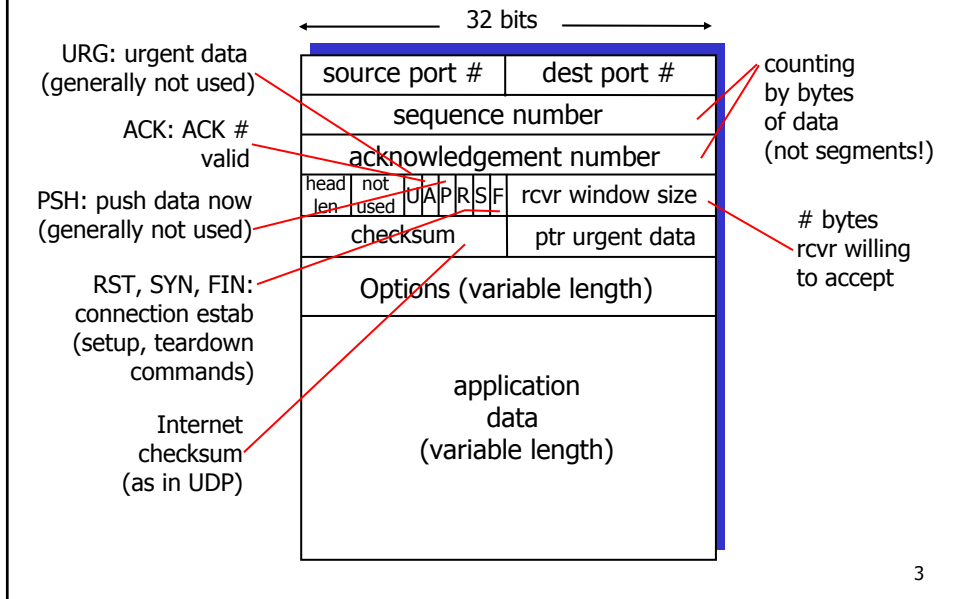 32 bits
URG: urgent data
(generally not used)
ACK: ACK #
valid
PSH: push data now
(generally not used)
RST, SYN, FIN:
connection estab
(setup, teardown
commands)
Internet
checksum
(as in UDP)
source port #
dest port #
sequence number
acknowledgement number
head
len
not
used
U A P R S F
rcvr window size
checksum
ptr urgent data
Options (variable length)
application
data
(variable length)
counting
by bytes
of data
(not segments!)
# bytes
rcvr willing
to accept
3